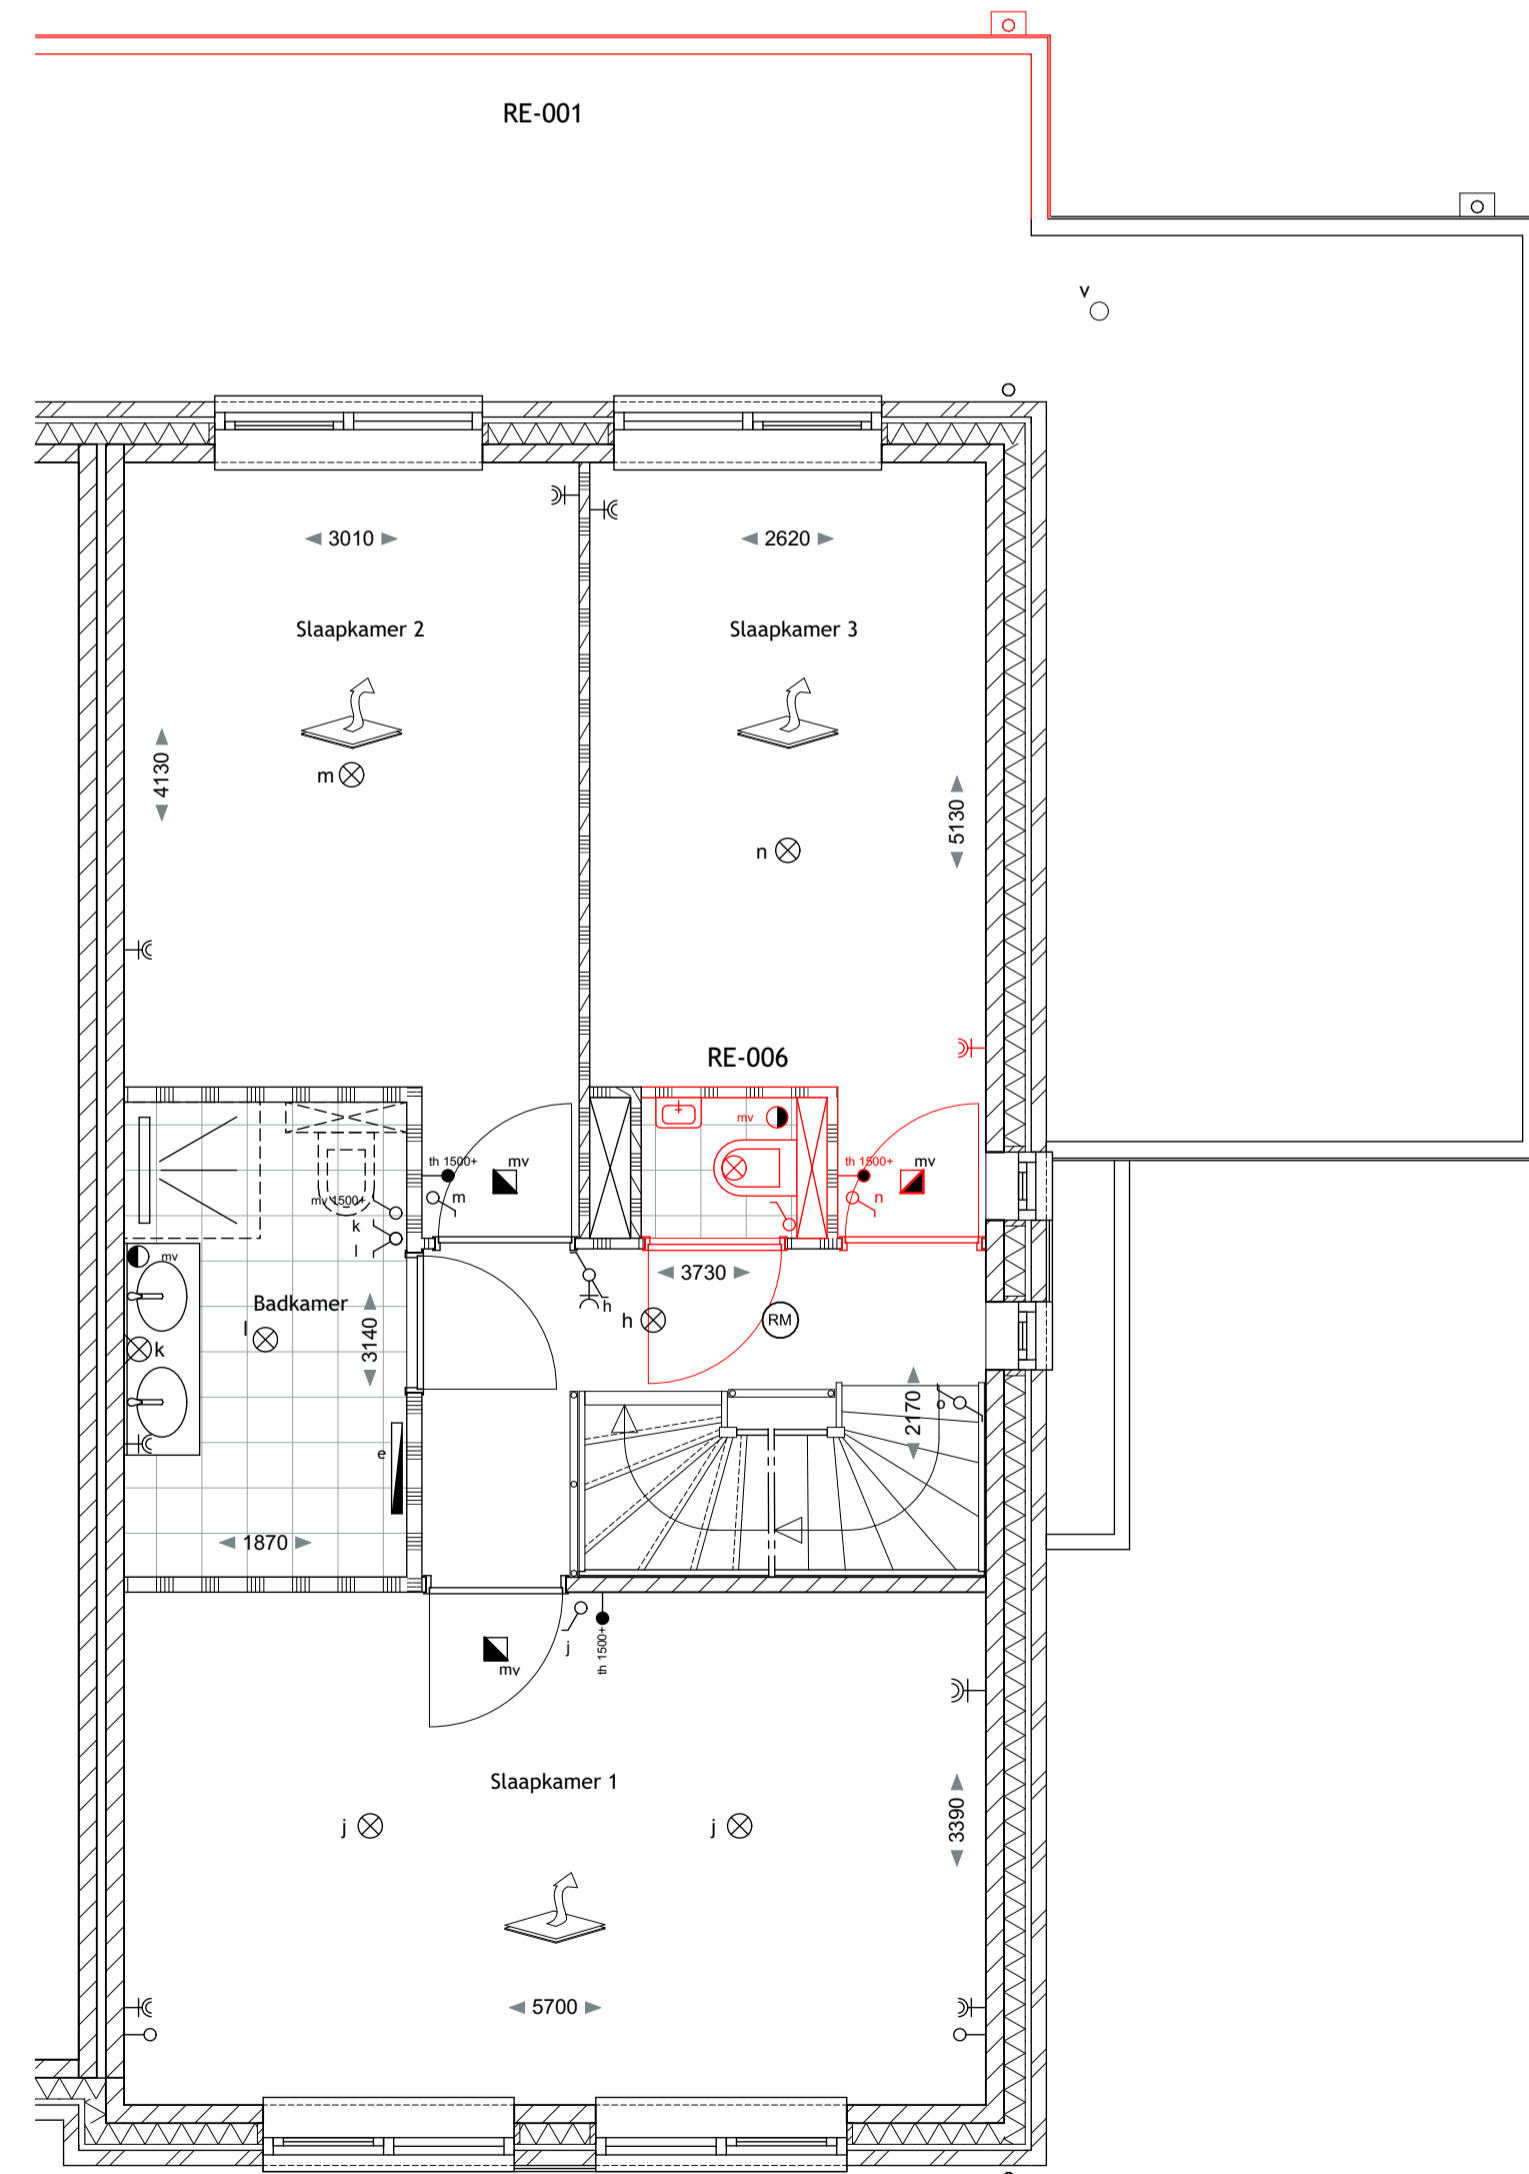 RE-001
v
3010
2620
Slaapkamer 2
Slaapkamer 3
4130
m
5130
n
RE-006
mv
th 1500+
mv
th 1500+
mv
mv 1500+
m
n
k
l
mv
3730
h
Badkamer
h
RM
l
k
3140
2170
o
e
1870
j
th 1500+
mv
Slaapkamer 1
j
j
3390
5700